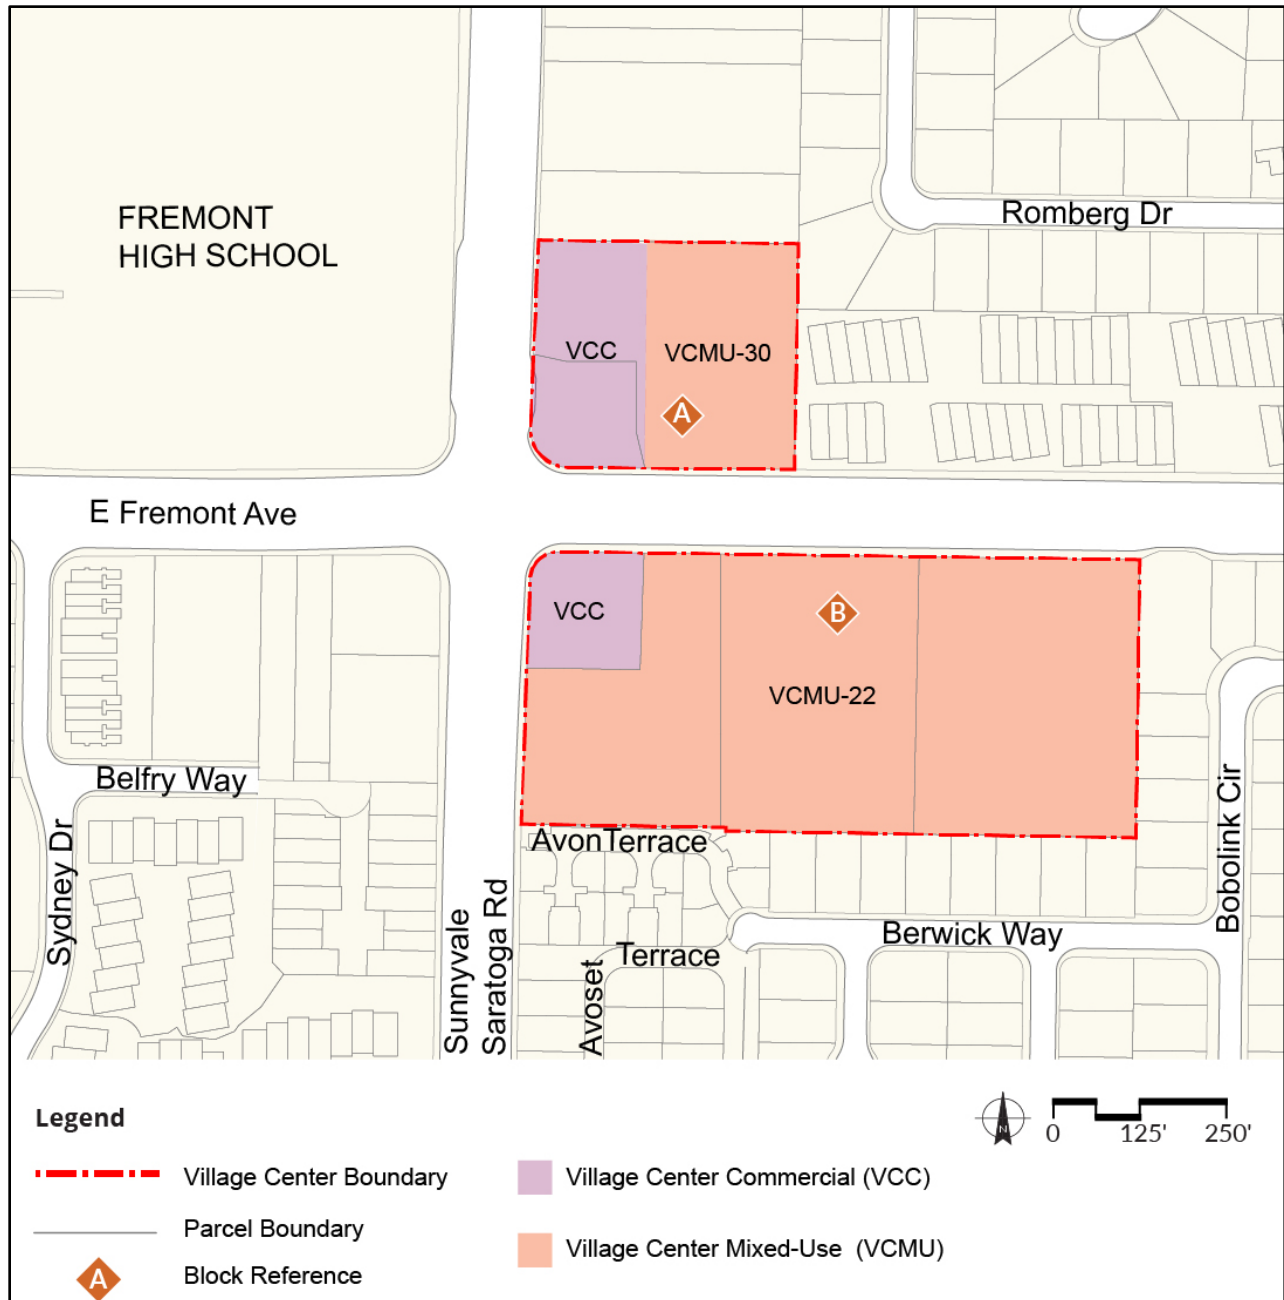 FREMONT
HIGH SCHOOL
Romberg Dr
VCC
VCMU-30
A
E Fremont Ave
VCC
B
VCMU-22
Belfry Way
Sydney Dr
Sunnyvale
Saratoga Rd
AvonTerrace
Avoset
Terrace
Berwick Way
Bobolink Cir
Legend
N
0 125' 250'
Village Center Boundary
Village Center Commercial (VCC)
Parcel Boundary
Village Center Mixed-Use (VCMU)
A
Block Reference